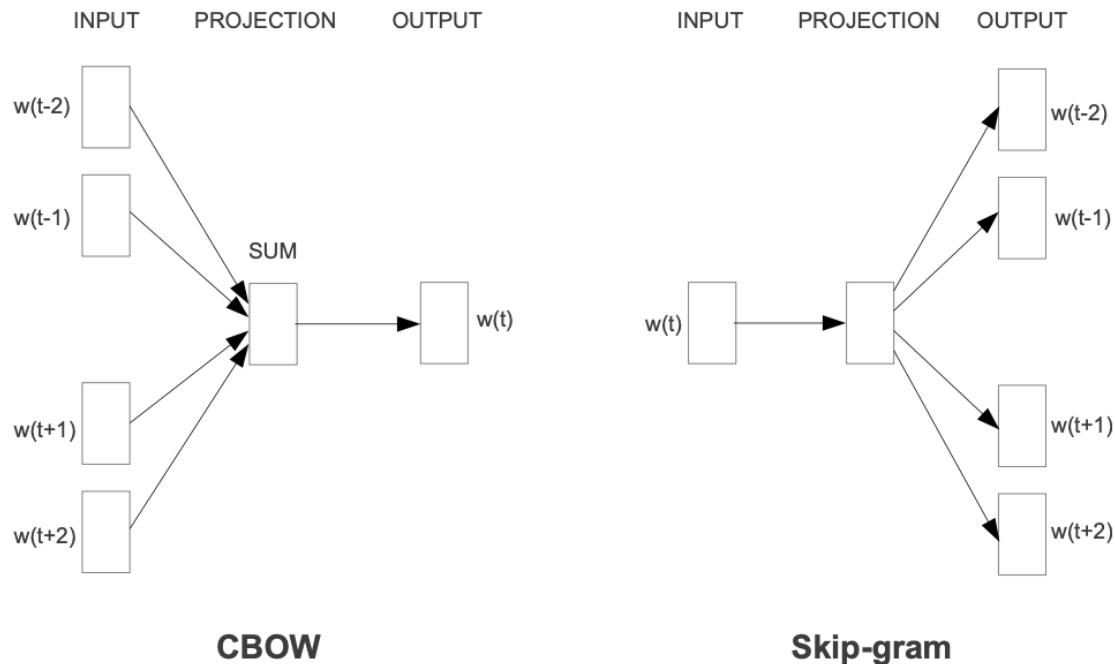 INPUT PROJECTION OUTPUT
w(t-2)
w(t-1)
SUM
w(t)
w(t+1)
w(t+2)
CBOW
INPUT PROJECTION OUTPUT
w(t-2)
w(t-1)
w(t)
w(t+1)
w(t+2)
Skip-gram